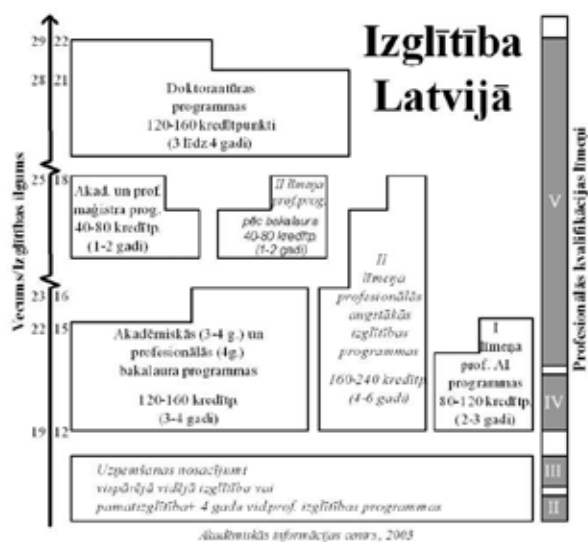 Izglītība
Latvijā
29 22
28 21
Doktorantūras
programmas
120-160 kredītpunkti
(3 līdz 4 gadi)
25 18
Akad. un prof.
maģistra prog.
40-80 kredītp.
(1-2 gadi)
II līmeņa
prof.prog.
pēc bakalaura
40-80 kredītp.
(1-2 gadi)
II
līmeņa
profesionālās
augstākās
izglītības
programmas
160-240 kredītp.
(4-6 gadi)
23 16
22 15
Akadēmiskās (3-4 g.) un
profesionālās (4g.)
bakalaura programmas
120-160 kredītp.
(3-4 gadi)
I
līmeņa
prof. AI
programmas
80-120 kredītp.
(2-3 gadi)
19 12
Uzņemšanas nosacījumi
vispārējā vidējā izglītība vai
pamatizglītība+ 4 gadu vid.prof. izglītības programmas
Akadēmiskās informācijas centrs, 2003
Vecums/Izglītības ilgums
Profesionālās kvalifikācijas līmeņi
V
IV
III
II